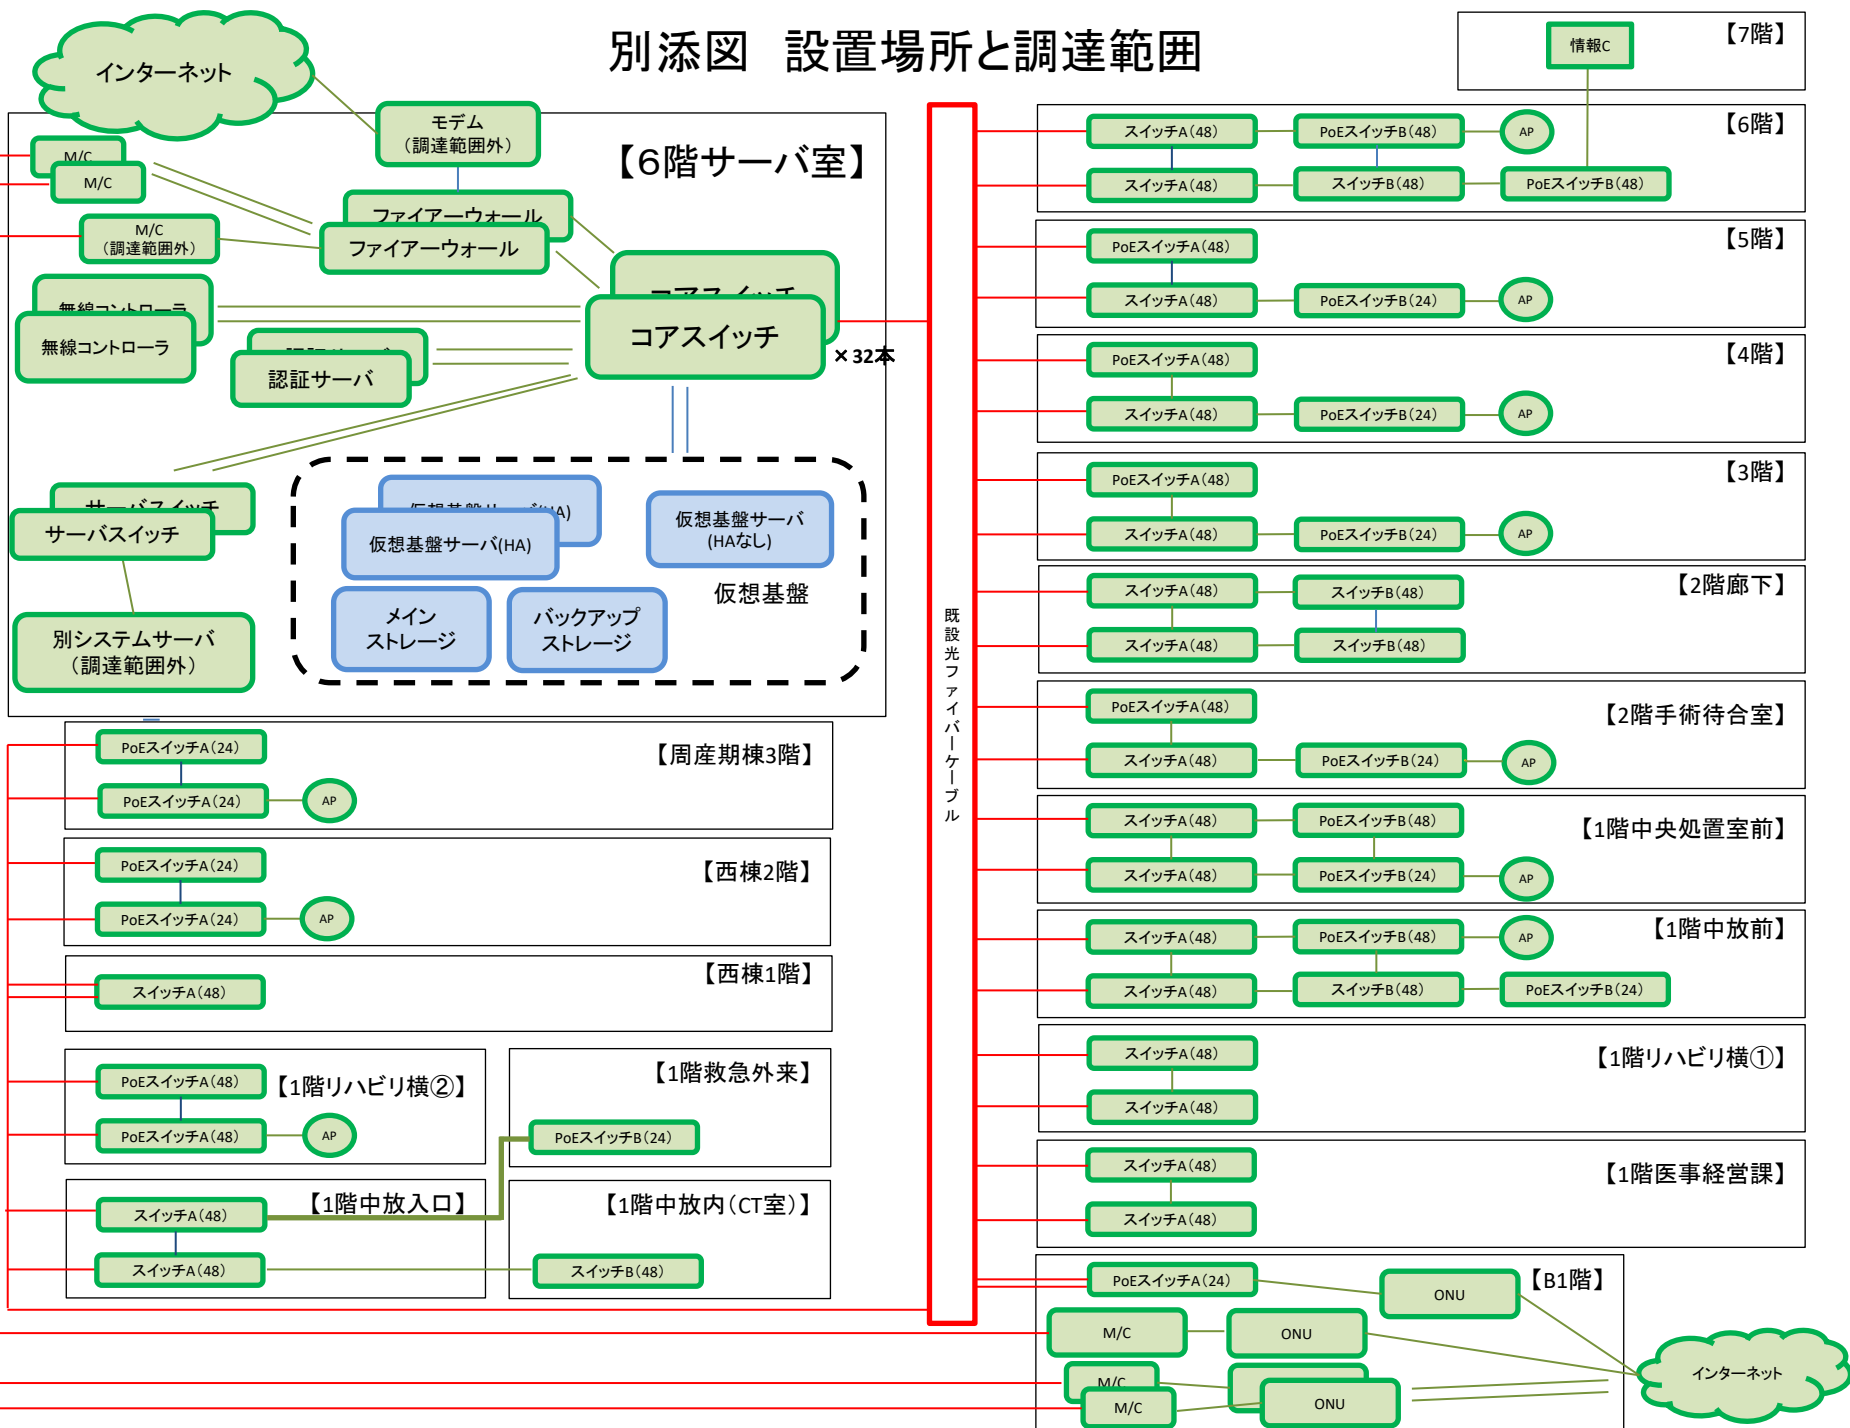 別添図　設置場所と調達範囲
インターネット
モデム
（調達範囲外）
【６階サーバ室】
M/C
M/C
M/C
（調達範囲外）
ファイアーウォール
ファイアーウォール
コアスイッチ
コアスイッチ
×32本
無線コントローラ
無線コントローラ
認証サーバ
認証サーバ
サーバスイッチ
サーバスイッチ
別システムサーバ
（調達範囲外）
仮想基盤サーバ(HA)
仮想基盤サーバ(HA)
仮想基盤サーバ
(HAなし)
仮想基盤
メイン
ストレージ
バックアップ
ストレージ
【周産期棟3階】
PoEスイッチA（24）
PoEスイッチA（24）
AP
【西棟2階】
PoEスイッチA（24）
PoEスイッチA（24）
AP
【西棟1階】
スイッチA（48）
【1階リハビリ横②】
PoEスイッチA（48）
PoEスイッチA（48）
AP
【1階救急外来】
PoEスイッチB（24）
【1階中放入口】
スイッチA（48）
スイッチA（48）
【1階中放内（CT室）】
スイッチB（48）
既設光ファイバーケーブル
【7階】
情報C
【6階】
スイッチA（48）
PoEスイッチB（48）
AP
スイッチA（48）
スイッチB（48）
PoEスイッチB（48）
【5階】
PoEスイッチA（48）
スイッチA（48）
PoEスイッチB（24）
AP
【4階】
PoEスイッチA（48）
スイッチA（48）
PoEスイッチB（24）
AP
【3階】
PoEスイッチA（48）
スイッチA（48）
PoEスイッチB（24）
AP
【2階廊下】
スイッチA（48）
スイッチB（48）
スイッチA（48）
スイッチB（48）
【2階手術待合室】
PoEスイッチA（48）
スイッチA（48）
PoEスイッチB（24）
AP
【1階中央処置室前】
スイッチA（48）
PoEスイッチB（48）
スイッチA（48）
PoEスイッチB（24）
AP
【1階中放前】
スイッチA（48）
PoEスイッチB（48）
AP
スイッチA（48）
スイッチB（48）
PoEスイッチB（24）
【1階リハビリ横①】
スイッチA（48）
スイッチA（48）
【1階医事経営課】
スイッチA（48）
スイッチA（48）
【B1階】
PoEスイッチA（24）
ONU
M/C
ONU
M/C
M/C
ONU
インターネット